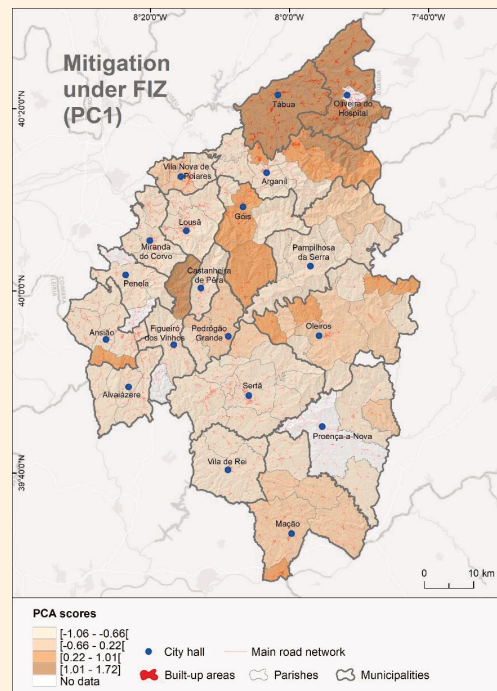 8°20'0"W
8°0'0"W
7°40'0"W
Mitigation
under FIZ
(PC1)
40°20'0"N
Tábua
Oliveira do
Hospital
Vila Nova de
Poiares
Arganil
Góis
Lousã
Miranda
do Corvo
Pampilhosa
da Serra
Penela
Castanheira
de Pêra
40°0'0"N
Ansião
Figueiró
dos Vinhos
Pedrógão
Grande
Oleiros
Alvaiázere
Sertã
Proença-a-Nova
39°40'0"N
Vila de Rei
Mação
0 10 km
PCA scores
[-1.06 - -0.66[
[-0.66 - 0.22[
[0.22 - 1.01[
[1.01 - 1.72]
No data
City hall
Main road network
Built-up areas
Parishes
Municipalities